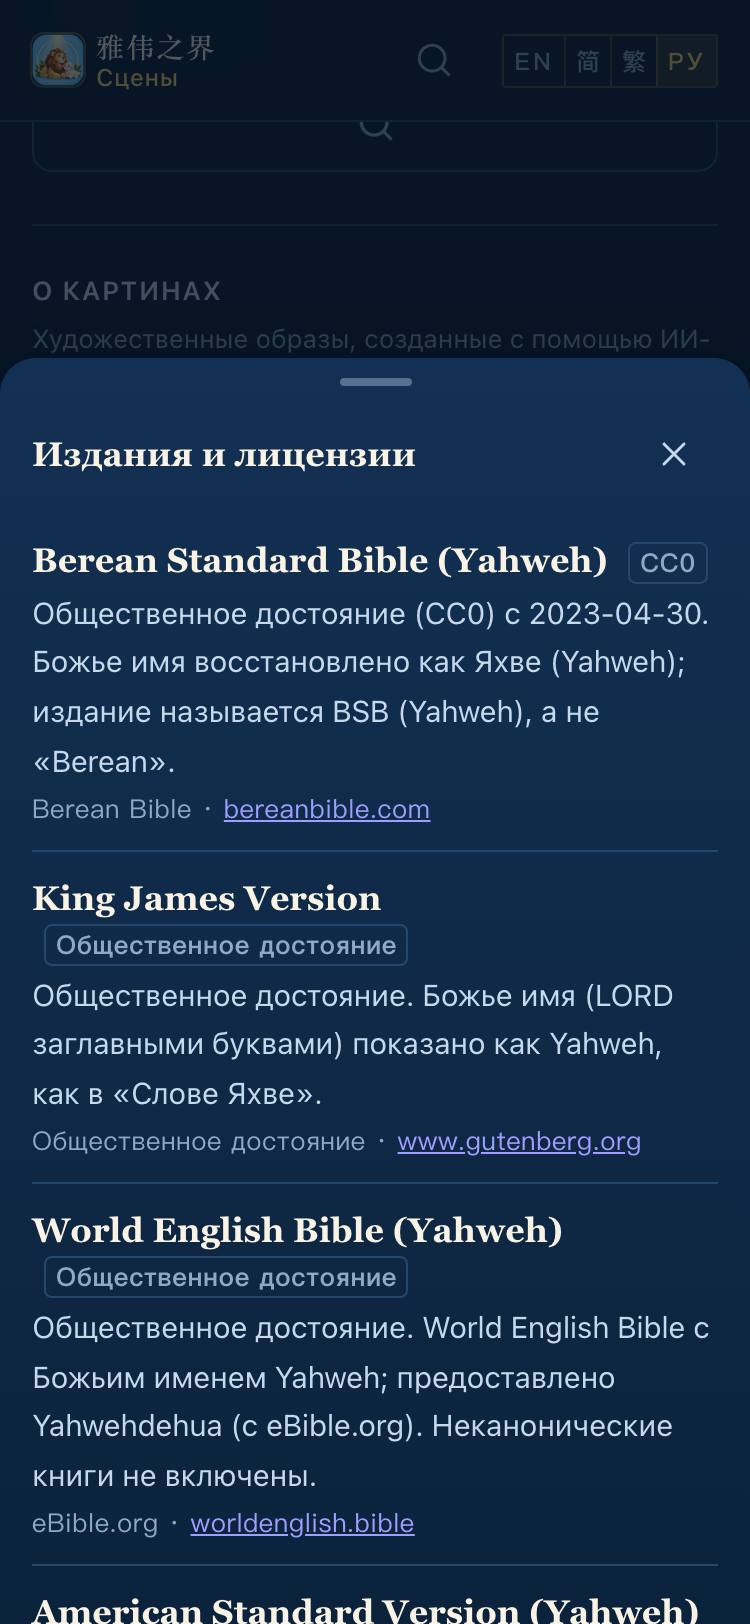 雅伟之界
Сцены
EN 简 繁 РУ
О КАРТИНАХ
Художественные образы, созданные с помощью ИИ-
Издания и лицензии
Berean Standard Bible (Yahweh) CC0
Общественное достояние (CC0) с 2023-04-30.
Божье имя восстановлено как Яхве (Yahweh);
издание называется BSB (Yahweh), а не
«Berean».
Berean Bible · bereanbible.com
King James Version
Общественное достояние
Общественное достояние. Божье имя (LORD
заглавными буквами) показано как Yahweh,
как в «Слове Яхве».
Общественное достояние · www.gutenberg.org
World English Bible (Yahweh)
Общественное достояние
Общественное достояние. World English Bible с
Божьим именем Yahweh; предоставлено
Yahwehdehua (с eBible.org). Неканонические
книги не включены.
eBible.org · worldenglish.bible
American Standard Version (Yahweh)